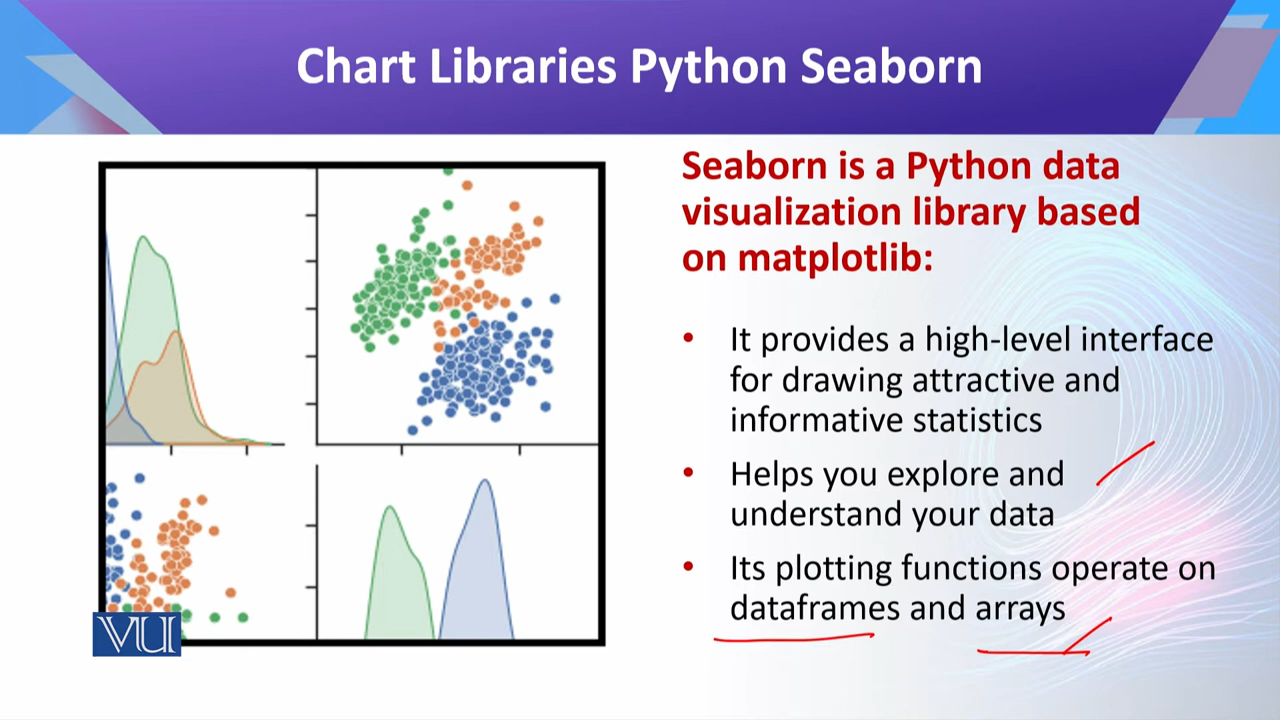 Chart Libraries Python Seaborn
Seaborn is a Python data
visualization library based
on matplotlib:
• It provides a high-level interface
for drawing attractive and
informative statistics
• Helps you explore and
understand your data
• Its plotting functions operate on
dataframes and arrays
VU